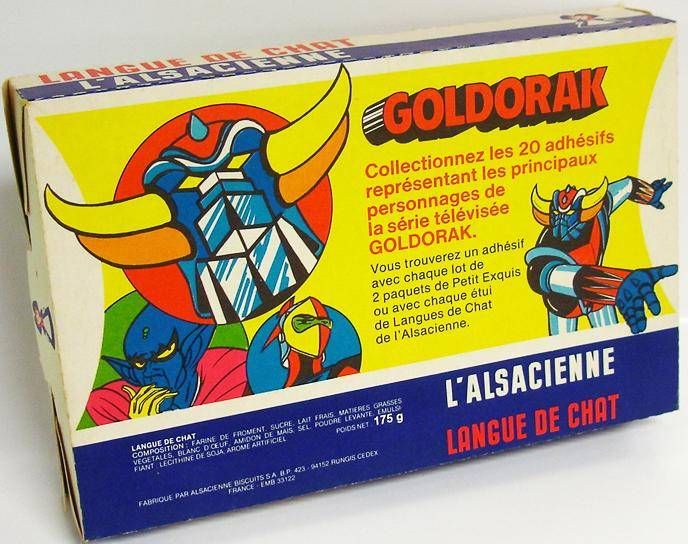 LANGUE DE CHAT
L'ALSACIENNE
GOLDORAK
Collectionnez les 20 adhésifs
représentant les principaux
personnages de
la série télévisée
GOLDORAK.
Vous trouverez un adhésif
avec chaque lot de
2 paquets de Petit Exquis
ou avec chaque étui
de Langues de Chat
de l'Alsacienne.
L'ALSACIENNE
LANGUE DE CHAT
LANGUE DE CHAT
COMPOSITION : FARINE DE FROMENT, SUCRE, LAIT FRAIS, MATIERES GRASSES
VEGETALES, BLANC D'ŒUF, AMIDON DE MAIS, SEL, POUDRE LEVANTE, EMULSI-
FIANT : LECITHINE DE SOJA, AROME ARTIFICIEL
POIDS NET : 175 g
FABRIQUE PAR ALSACIENNE BISCUITS S.A. B.P. 423 - 94152 RUNGIS CEDEX
FRANCE - EMB 33122